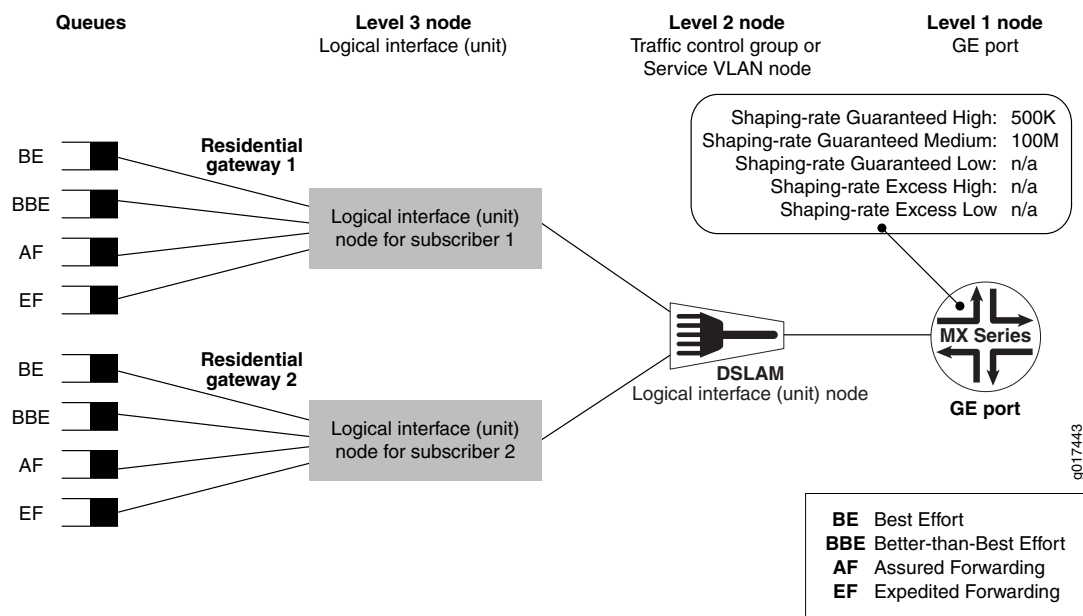 Queues
Level 3 node
Logical interface (unit)
Level 2 node
Traffic control group or
Service VLAN node
Level 1 node
GE port
Shaping-rate Guaranteed High: 500K
Shaping-rate Guaranteed Medium: 100M
Shaping-rate Guaranteed Low: n/a
Shaping-rate Excess High: n/a
Shaping-rate Excess Low n/a
BE
BBE
AF
EF
Residential
gateway 1
Logical interface (unit)
node for subscriber 1
BE
BBE
AF
EF
Residential
gateway 2
Logical interface (unit)
node for subscriber 2
DSLAM
Logical interface (unit) node
MX Series
GE port
g017443
BE Best Effort
BBE Better-than-Best Effort
AF Assured Forwarding
EF Expedited Forwarding